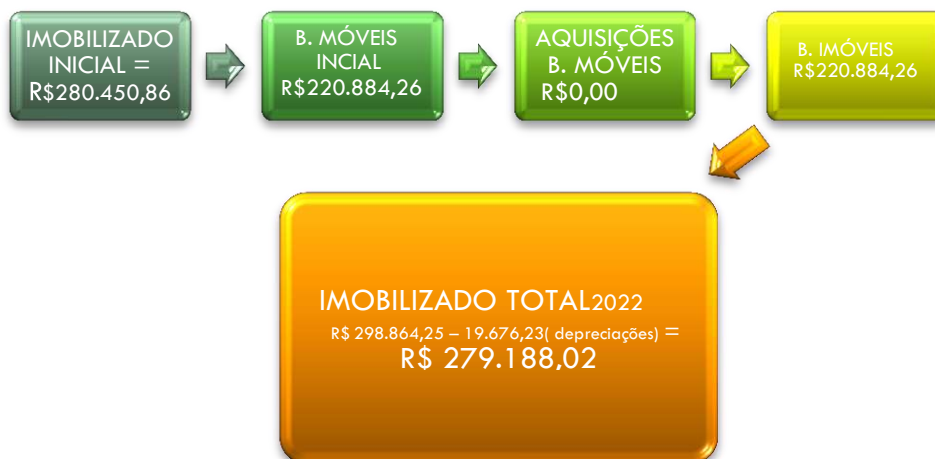 IMOBILIZADO
INICIAL =
R$280.450,86
B. MÓVEIS
INCIAL
R$220.884,26
AQUISIÇÕES
B. MÓVEIS
R$0,00
B. IMÓVEIS
R$220.884,26
IMOBILIZADO TOTAL2022
R$ 298.864,25 – 19.676,23( depreciações) =
R$ 279.188,02